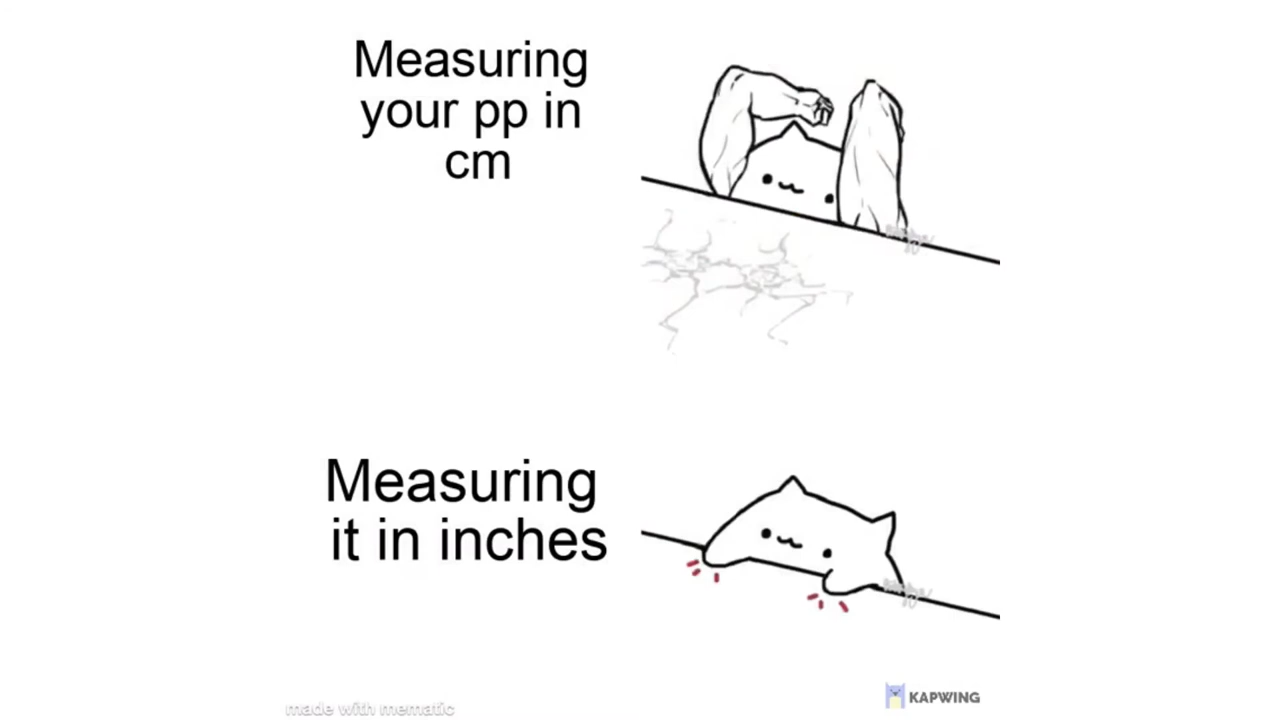 Measuring
your pp in
cm
Measuring
it in inches
KAPWING
made with mematic